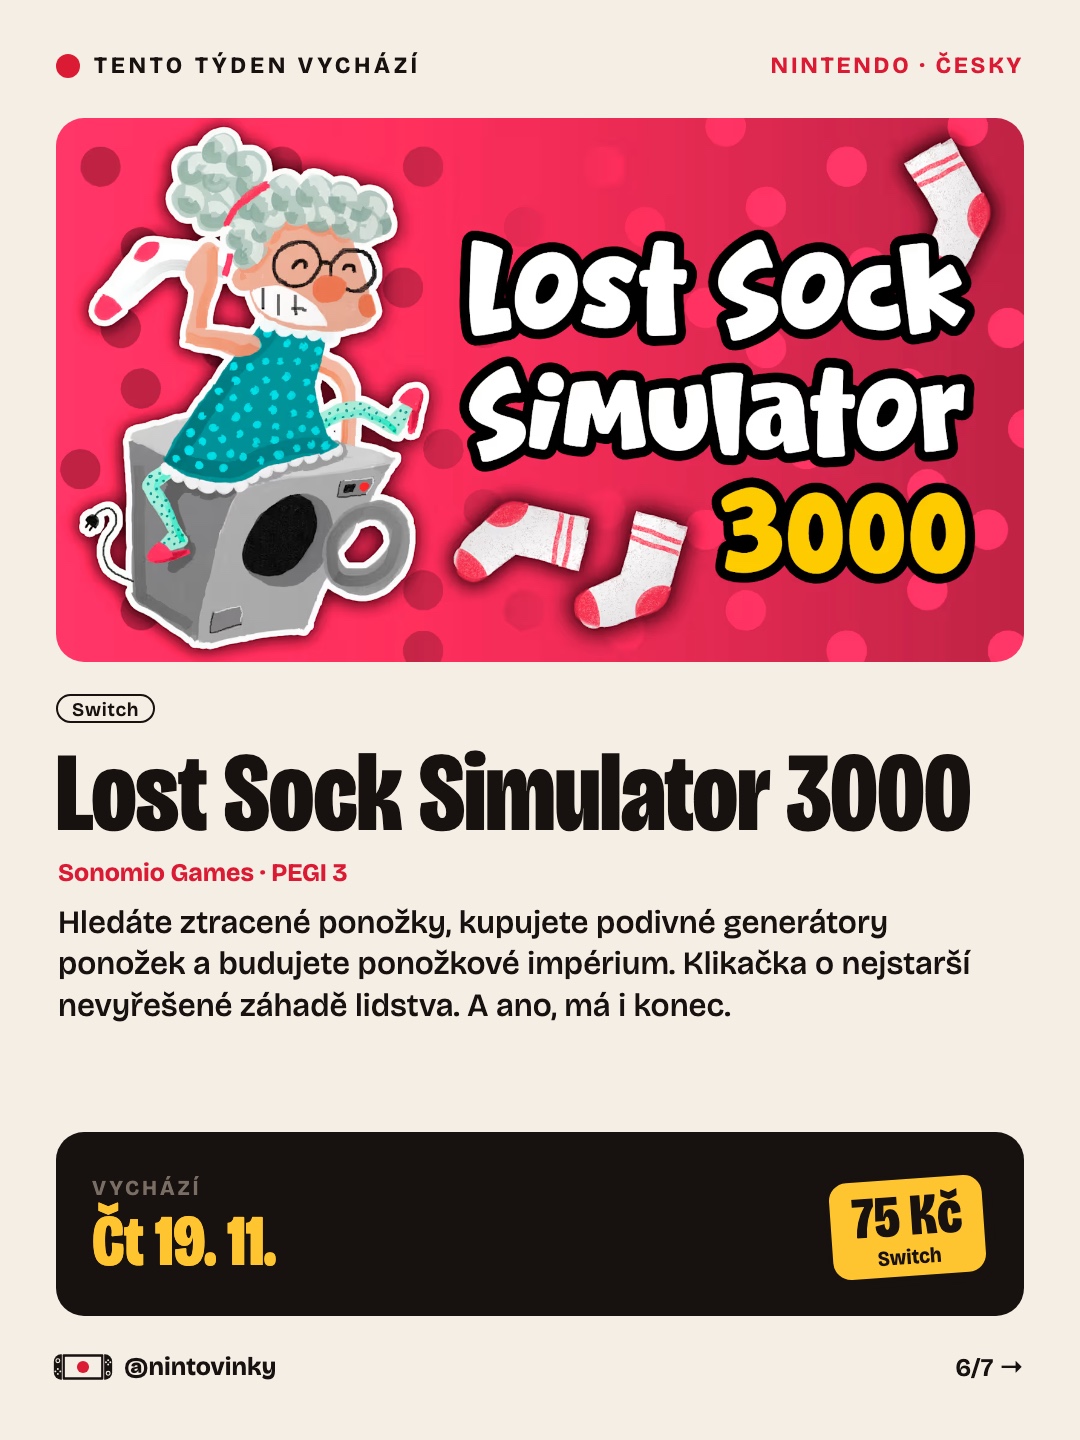 TENTO TÝDEN VYCHÁZÍ
NINTENDO · ČESKY
Lost Sock
Simulator
3000
Switch
Lost Sock Simulator 3000
Sonomio Games · PEGI 3
Hledáte ztracené ponožky, kupujete podivné generátory
ponožek a budujete ponožkové impérium. Klikačka o nejstarší
nevyřešené záhadě lidstva. A ano, má i konec.
VYCHÁZÍ
Čt 19. 11.
75 Kč
Switch
@nintovinky
6/7 →